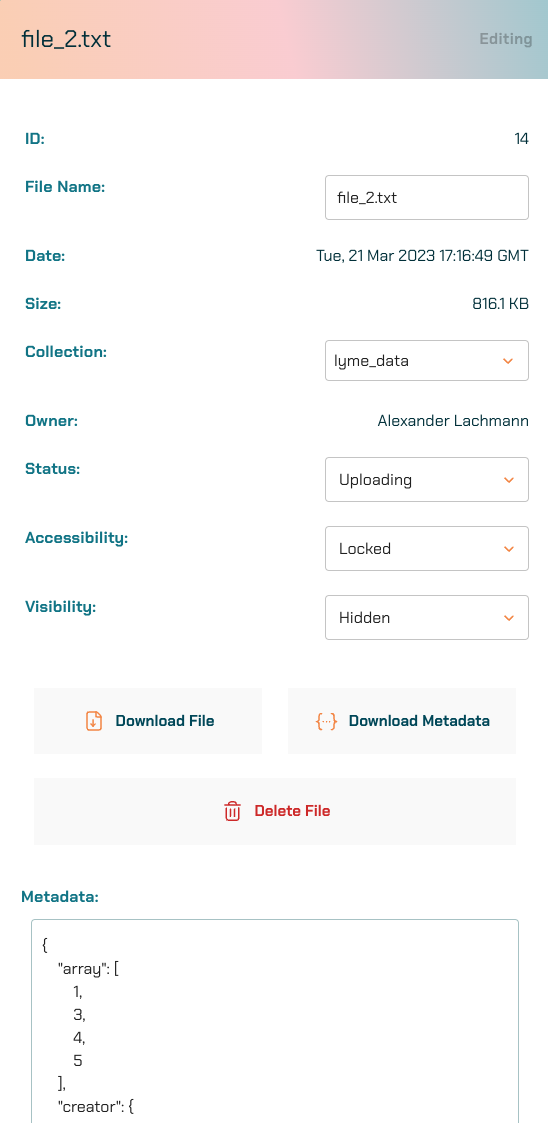 file_2.txt Editing
ID: 14
File Name: file_2.txt
Date: Tue, 21 Mar 2023 17:16:49 GMT
Size: 816.1 KB
Collection: lyme_data
Owner: Alexander Lachmann
Status: Uploading
Accessibility: Locked
Visibility: Hidden
Download File Download Metadata
Delete File
Metadata:
{
"array": [
1,
3,
4,
5
],
"creator": {